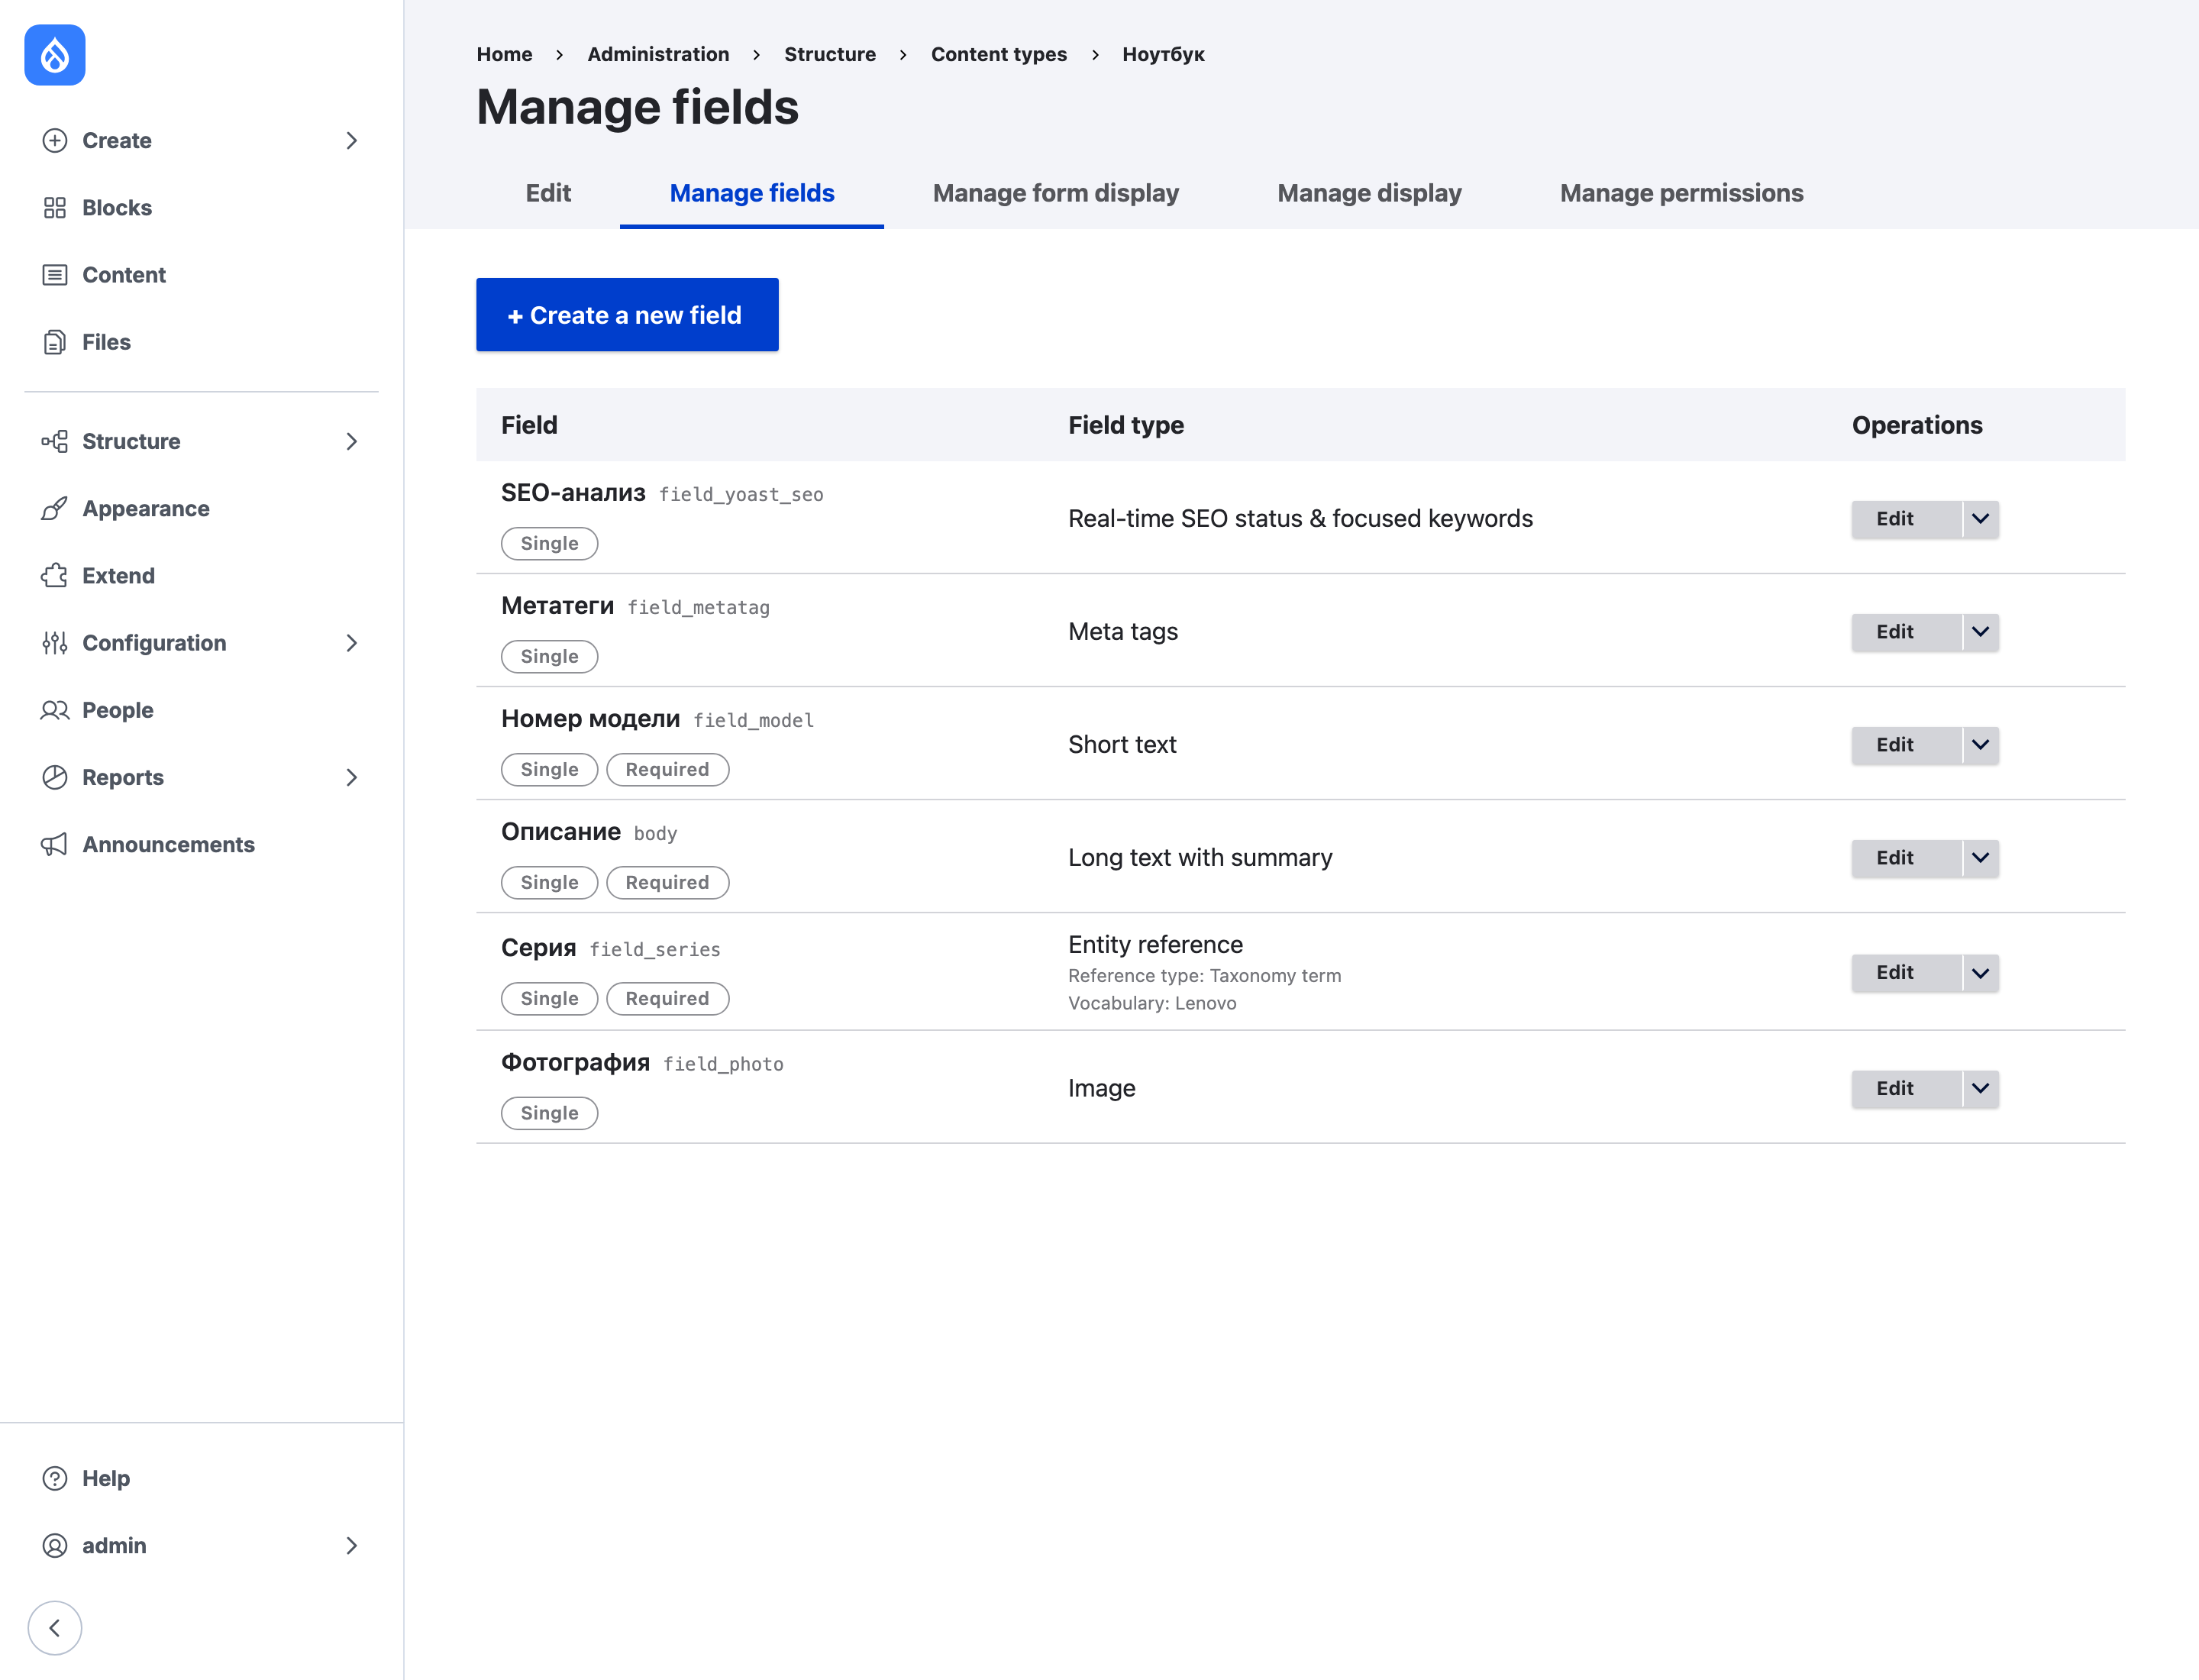 Create
Blocks
Content
Files
Structure
Appearance
Extend
Configuration
People
Reports
Announcements
Help
admin
Home > Administration > Structure > Content types > Ноутбук
Manage fields
Edit Manage fields Manage form display Manage display Manage permissions
+ Create a new field
Field Field type Operations
SEO-анализ field_yoast_seo
Single
Real-time SEO status & focused keywords
Edit
Метатеги field_metatag
Single
Meta tags
Edit
Номер модели field_model
Single Required
Short text
Edit
Описание body
Single Required
Long text with summary
Edit
Серия field_series
Single Required
Entity reference
Reference type: Taxonomy term
Vocabulary: Lenovo
Edit
Фотография field_photo
Single
Image
Edit